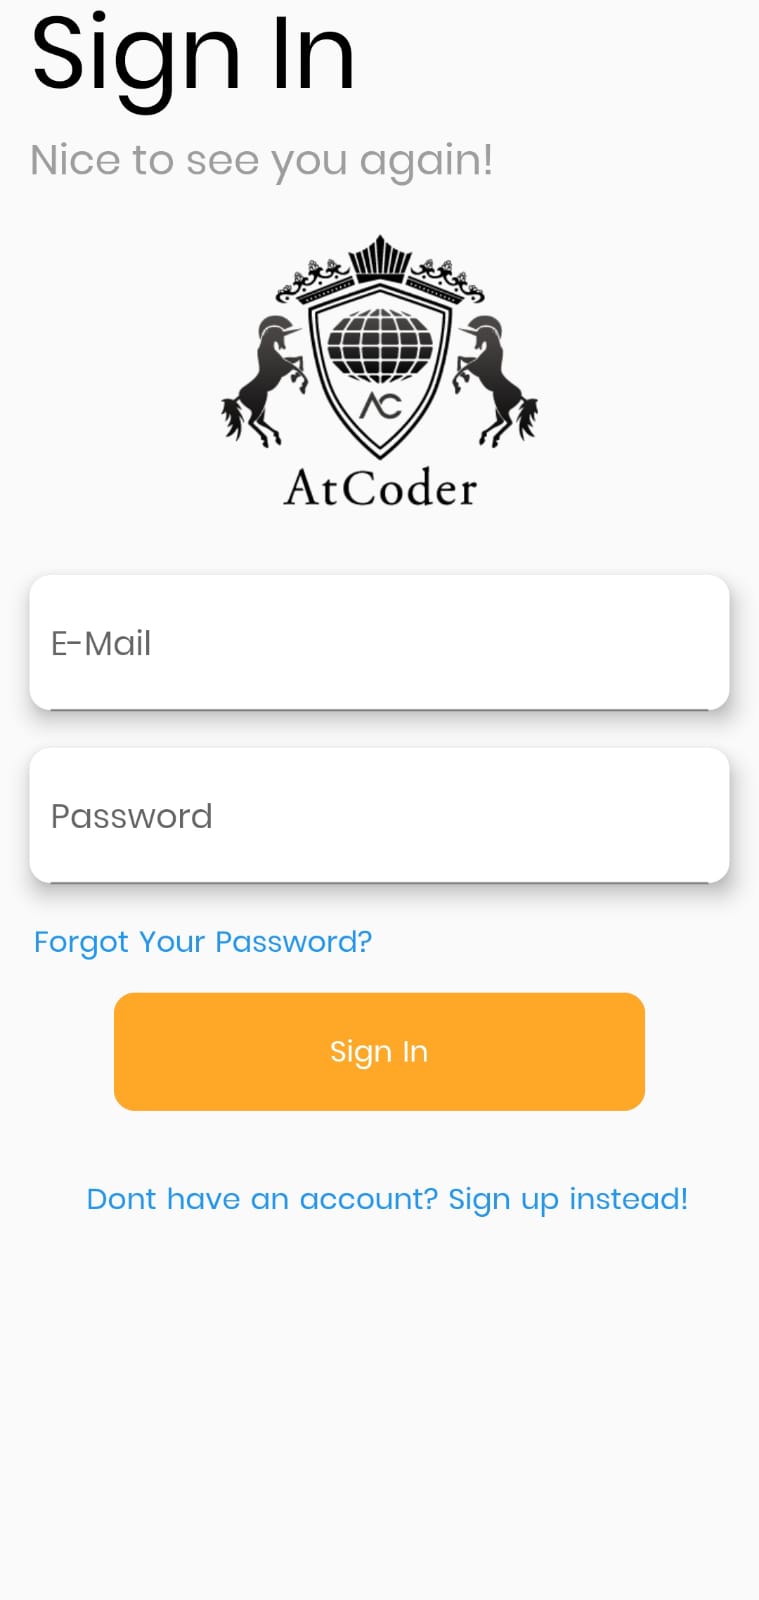 Sign In
Nice to see you again!
AC
AtCoder
E-Mail
Password
Forgot Your Password?
Sign In
Dont have an account? Sign up instead!